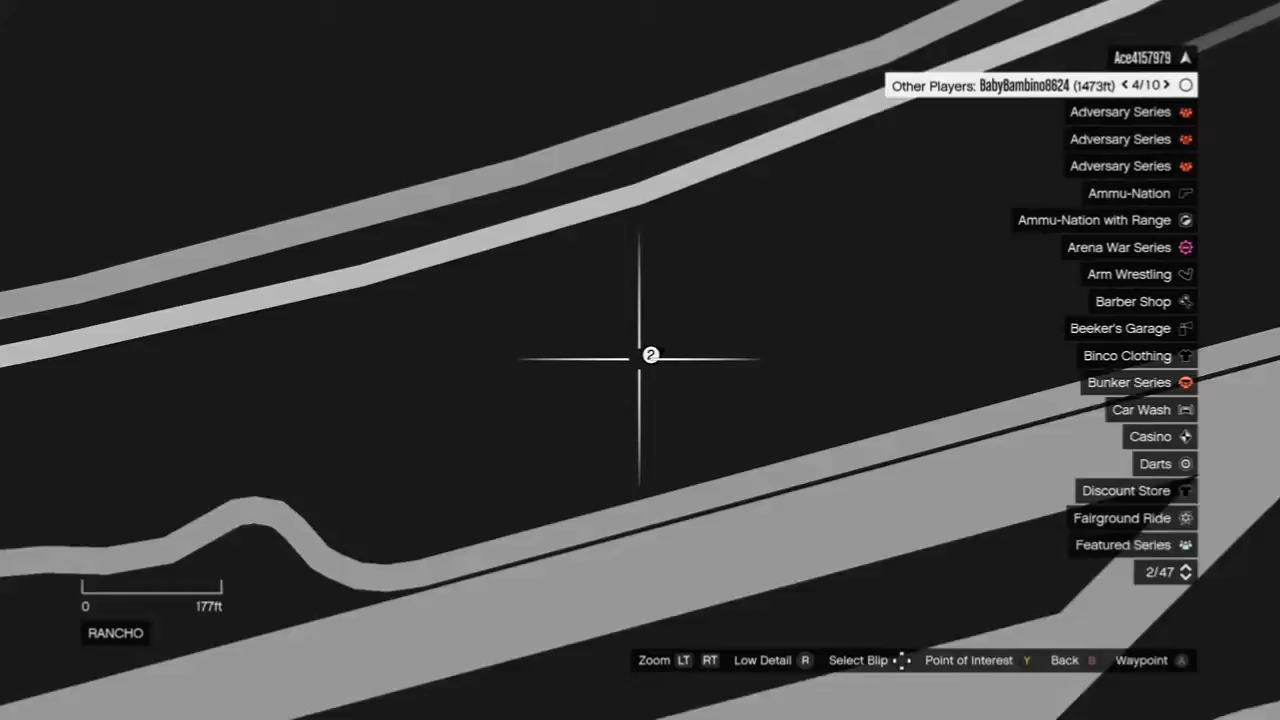 Ace4157979
Other Players: BabyBambino8624 (1473ft) < 4/10 >
Adversary Series
Adversary Series
Adversary Series
Ammu-Nation
Ammu-Nation with Range
Arena War Series
Arm Wrestling
Barber Shop
Beeker's Garage
2
Binco Clothing
Bunker Series
Car Wash
Casino
Darts
Discount Store
Fairground Ride
Featured Series
2/47
0 177ft
RANCHO
Zoom LT RT Low Detail R Select Blip Point of Interest Y Back B Waypoint A